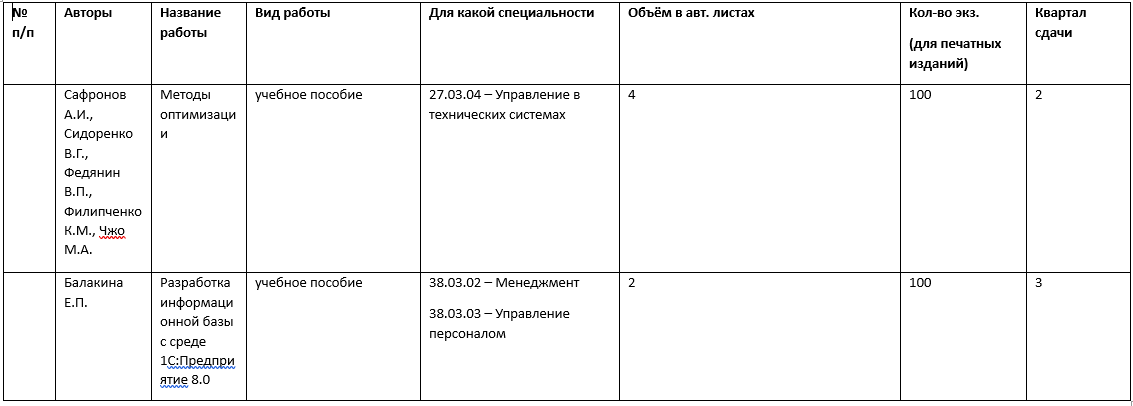 №
п/п
Авторы
Название
работы
Вид работы
Для какой специальности
Объём в авт. листах
Кол-во экз.
(для печатных
изданий)
Квартал
сдачи
Сафронов
А.И.,
Сидоренко
В.Г.,
Федянин
В.П.,
Филипченко
К.М., Чжо
М.А.
Методы
оптимизаци
и
учебное пособие
27.03.04 – Управление в
технических системах
4
100
2
Балакина
Е.П.
Разработка
информаци
онной базы
с среде
1С:Предпри
ятие 8.0
учебное пособие
38.03.02 – Менеджмент
38.03.03 – Управление
персоналом
2
100
3